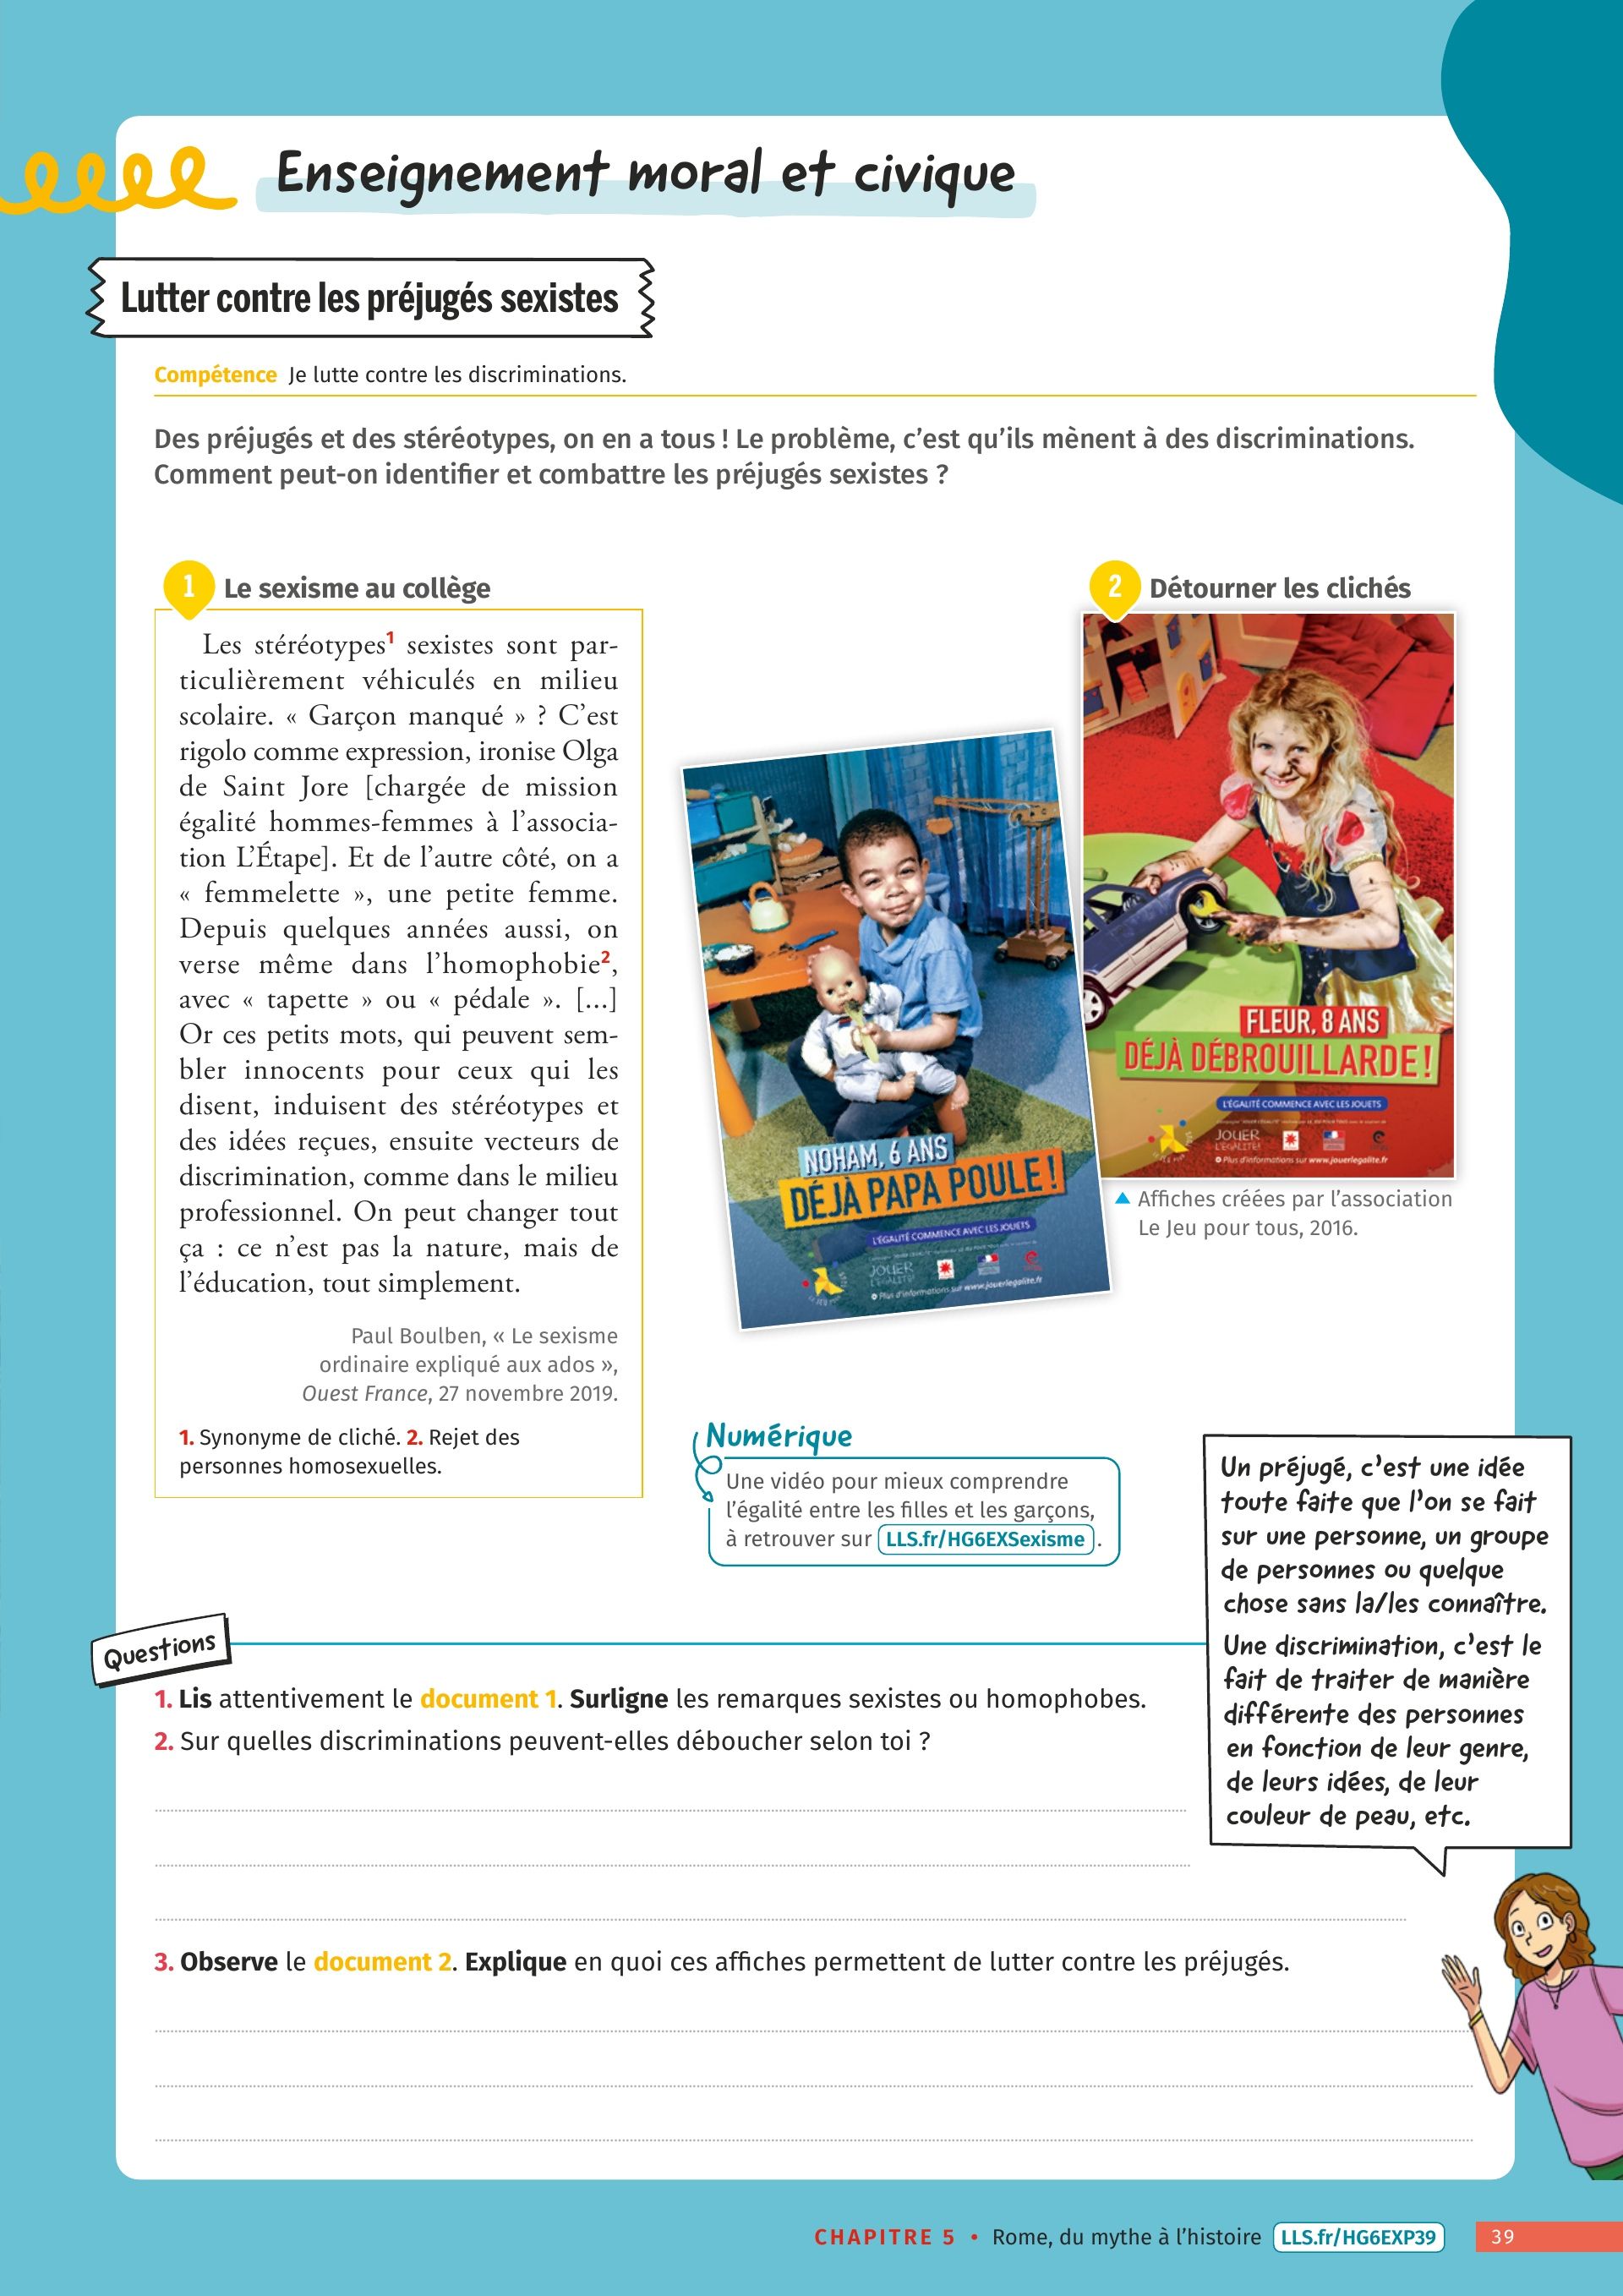 Enseignement moral et civique
Lutter contre les préjugés sexistes
Compétence Je lutte contre les discriminations.
Des préjugés et des stéréotypes, on en a tous ! Le problème, c’est qu’ils mènent à des discriminations.
Comment peut-on identifier et combattre les préjugés sexistes ?
1 Le sexisme au collège
Les stéréotypes1 sexistes sont par-
ticulièrement véhiculés en milieu
scolaire. « Garçon manqué » ? C’est
rigolo comme expression, ironise Olga
de Saint Jore [chargée de mission
égalité hommes-femmes à l’associa-
tion L’Étape]. Et de l’autre côté, on a
« femmelette », une petite femme.
Depuis quelques années aussi, on
verse même dans l’homophobie2,
avec « tapette » ou « pédale ». [...]
Or ces petits mots, qui peuvent sem-
bler innocents pour ceux qui les
disent, induisent des stéréotypes et
des idées reçues, ensuite vecteurs de
discrimination, comme dans le milieu
professionnel. On peut changer tout
ça : ce n’est pas la nature, mais de
l’éducation, tout simplement.
Paul Boulben, « Le sexisme
ordinaire expliqué aux ados »,
Ouest France, 27 novembre 2019.
1. Synonyme de cliché. 2. Rejet des
personnes homosexuelles.
2 Détourner les clichés
NOHAM, 6 ANS
DÉJÀ PAPA POULE !
L’ÉGALITÉ COMMENCE AVEC LES JOUETS
JOUER
L’ÉGALITÉ
Plus d’informations sur www.jouerlegalite.fr
FLEUR, 8 ANS
DÉJÀ DÉBROUILLARDE !
L’ÉGALITÉ COMMENCE AVEC LES JOUETS
JOUER
L’ÉGALITÉ
Plus d’informations sur www.jouerlegalite.fr
Affiches créées par l’association
Le Jeu pour tous, 2016.
Numérique
Une vidéo pour mieux comprendre
l’égalité entre les filles et les garçons,
à retrouver sur LLS.fr/HG6EXSexisme .
Un préjugé, c’est une idée
toute faite que l’on se fait
sur une personne, un groupe
de personnes ou quelque
chose sans la/les connaître.
Une discrimination, c’est le
fait de traiter de manière
différente des personnes
en fonction de leur genre,
de leurs idées, de leur
couleur de peau, etc.
Questions
1. Lis attentivement le document 1. Surligne les remarques sexistes ou homophobes.
2. Sur quelles discriminations peuvent-elles déboucher selon toi ?
3. Observe le document 2. Explique en quoi ces affiches permettent de lutter contre les préjugés.
CHAPITRE 5 • Rome, du mythe à l’histoire LLS.fr/HG6EXP39 39